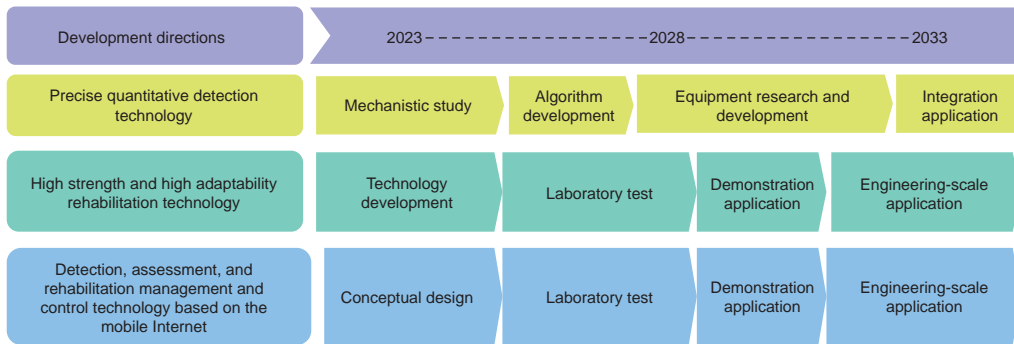 Development directions
2023
2028
2033
Precise quantitative detection
technology
Mechanistic study
Algorithm
development
Equipment research and
development
Integration
application
High strength and high adaptability
rehabilitation technology
Technology
development
Laboratory test
Demonstration
application
Engineering-scale
application
Detection, assessment, and
rehabilitation management and
control technology based on the
mobile Internet
Conceptual design
Laboratory test
Demonstration
application
Engineering-scale
application